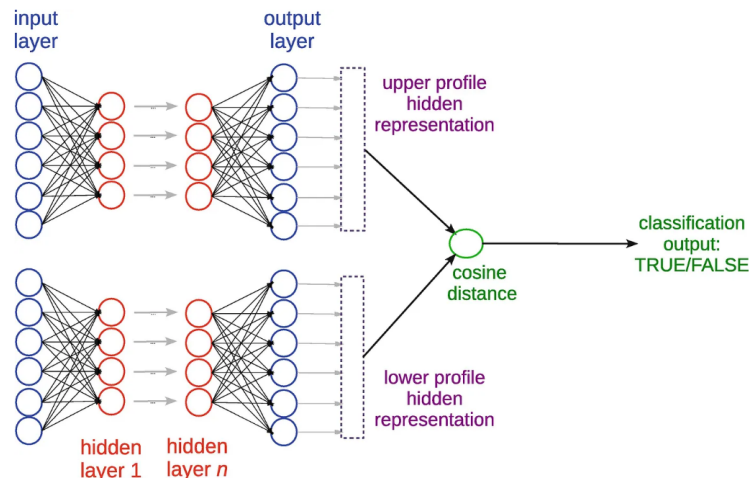 input
layer
output
layer
upper profile
hidden
representation
classification
output:
TRUE/FALSE
cosine
distance
lower profile
hidden
representation
hidden
layer 1
hidden
layer n